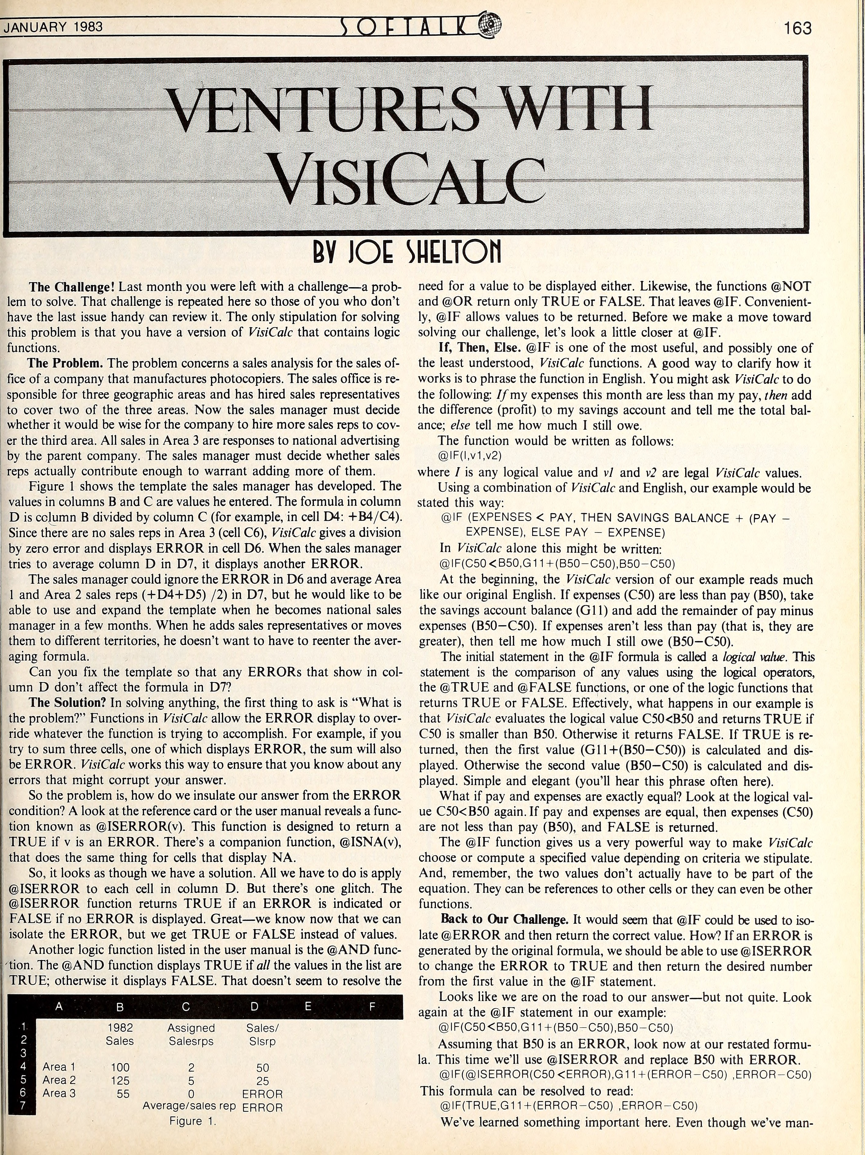 JANUARY 1983
SOFTALK
163
VENTURES WITH
VISICALC
BY JOE SHELTON
The Challenge! Last month you were left with a challenge—a prob-
lem to solve. That challenge is repeated here so those of you who don't
have the last issue handy can review it. The only stipulation for solving
this problem is that you have a version of VisiCalc that contains logic
functions.
The Problem. The problem concerns a sales analysis for the sales of-
fice of a company that manufactures photocopiers. The sales office is re-
sponsible for three geographic areas and has hired sales representatives
to cover two of the three areas. Now the sales manager must decide
whether it would be wise for the company to hire more sales reps to cov-
er the third area. All sales in Area 3 are responses to national advertising
by the parent company. The sales manager must decide whether sales
reps actually contribute enough to warrant adding more of them.
Figure 1 shows the template the sales manager has developed. The
values in columns B and C are values he entered. The formula in column
D is column B divided by column C (for example, in cell D4: +B4/C4).
Since there are no sales reps in Area 3 (cell C6), VisiCalc gives a division
by zero error and displays ERROR in cell D6. When the sales manager
tries to average column D in D7, it displays another ERROR.
The sales manager could ignore the ERROR in D6 and average Area
1 and Area 2 sales reps (+D4+D5) /2) in D7, but he would like to be
able to use and expand the template when he becomes national sales
manager in a few months. When he adds sales representatives or moves
them to different territories, he doesn't want to have to reenter the aver-
aging formula.
Can you fix the template so that any ERRORs that show in col-
umn D don't affect the formula in D7?
The Solution? In solving anything, the first thing to ask is "What is
the problem?" Functions in VisiCalc allow the ERROR display to over-
ride whatever the function is trying to accomplish. For example, if you
try to sum three cells, one of which displays ERROR, the sum will also
be ERROR. VisiCalc works this way to ensure that you know about any
errors that might corrupt your answer.
So the problem is, how do we insulate our answer from the ERROR
condition? A look at the reference card or the user manual reveals a func-
tion known as @ISERROR(v). This function is designed to return a
TRUE if v is an ERROR. There's a companion function, @ISNA(v),
that does the same thing for cells that display NA.
So, it looks as though we have a solution. All we have to do is apply
@ISERROR to each cell in column D. But there's one glitch. The
@ISERROR function returns TRUE if an ERROR is indicated or
FALSE if no ERROR is displayed. Great—we know now that we can
isolate the ERROR, but we get TRUE or FALSE instead of values.
Another logic function listed in the user manual is the @AND func-
tion. The @AND function displays TRUE if all the values in the list are
TRUE; otherwise it displays FALSE. That doesn't seem to resolve the
A B C D E F
1 1982 Assigned Sales/
2 Sales Salesrps Slsrp
3
4 Area 1 100 2 50
5 Area 2 125 5 25
6 Area 3 55 0 ERROR
7 Average/sales rep ERROR
Figure 1.
need for a value to be displayed either. Likewise, the functions @NOT
and @OR return only TRUE or FALSE. That leaves @IF. Convenient-
ly, @IF allows values to be returned. Before we make a move toward
solving our challenge, let's look a little closer at @IF.
If, Then, Else. @IF is one of the most useful, and possibly one of
the least understood, VisiCalc functions. A good way to clarify how it
works is to phrase the function in English. You might ask VisiCalc to do
the following: If my expenses this month are less than my pay, then add
the difference (profit) to my savings account and tell me the total bal-
ance; else tell me how much I still owe.
The function would be written as follows:
@IF(l,v1,v2)
where I is any logical value and v1 and v2 are legal VisiCalc values.
Using a combination of VisiCalc and English, our example would be
stated this way:
@IF (EXPENSES < PAY, THEN SAVINGS BALANCE + (PAY −
EXPENSE), ELSE PAY − EXPENSE)
In VisiCalc alone this might be written:
@IF(C50<B50,G11+(B50−C50),B50−C50)
At the beginning, the VisiCalc version of our example reads much
like our original English. If expenses (C50) are less than pay (B50), take
the savings account balance (G11) and add the remainder of pay minus
expenses (B50−C50). If expenses aren't less than pay (that is, they are
greater), then tell me how much I still owe (B50−C50).
The initial statement in the @IF formula is called a logical value. This
statement is the comparison of any values using the logical operators,
the @TRUE and @FALSE functions, or one of the logic functions that
returns TRUE or FALSE. Effectively, what happens in our example is
that VisiCalc evaluates the logical value C50<B50 and returns TRUE if
C50 is smaller than B50. Otherwise it returns FALSE. If TRUE is re-
turned, then the first value (G11+(B50−C50)) is calculated and dis-
played. Otherwise the second value (B50−C50) is calculated and dis-
played. Simple and elegant (you'll hear this phrase often here).
What if pay and expenses are exactly equal? Look at the logical val-
ue C50<B50 again. If pay and expenses are equal, then expenses (C50)
are not less than pay (B50), and FALSE is returned.
The @IF function gives us a very powerful way to make VisiCalc
choose or compute a specified value depending on criteria we stipulate.
And, remember, the two values don't actually have to be part of the
equation. They can be references to other cells or they can even be other
functions.
Back to Our Challenge. It would seem that @IF could be used to iso-
late @ERROR and then return the correct value. How? If an ERROR is
generated by the original formula, we should be able to use @ISERROR
to change the ERROR to TRUE and then return the desired number
from the first value in the @IF statement.
Looks like we are on the road to our answer—but not quite. Look
again at the @IF statement in our example:
@IF(C50<B50,G11+(B50−C50),B50−C50)
Assuming that B50 is an ERROR, look now at our restated formu-
la. This time we'll use @ISERROR and replace B50 with ERROR.
@IF(@ISERROR(C50<ERROR),G11+(ERROR−C50) ,ERROR−C50)
This formula can be resolved to read:
@IF(TRUE,G11+(ERROR−C50) ,ERROR−C50)
We've learned something important here. Even though we've man-